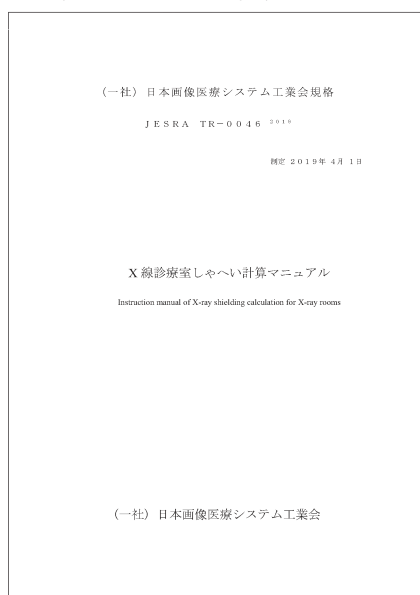 （一社）日本画像医療システム工業会規格
ＪＥＳＲＡ　ＴＲ－００４６ ２０１９
制定 ２０１９年 ４月 １日
X 線診療室しゃへい計算マニュアル
Instruction manual of X-ray shielding calculation for X-ray rooms
（一社）日本画像医療システム工業会